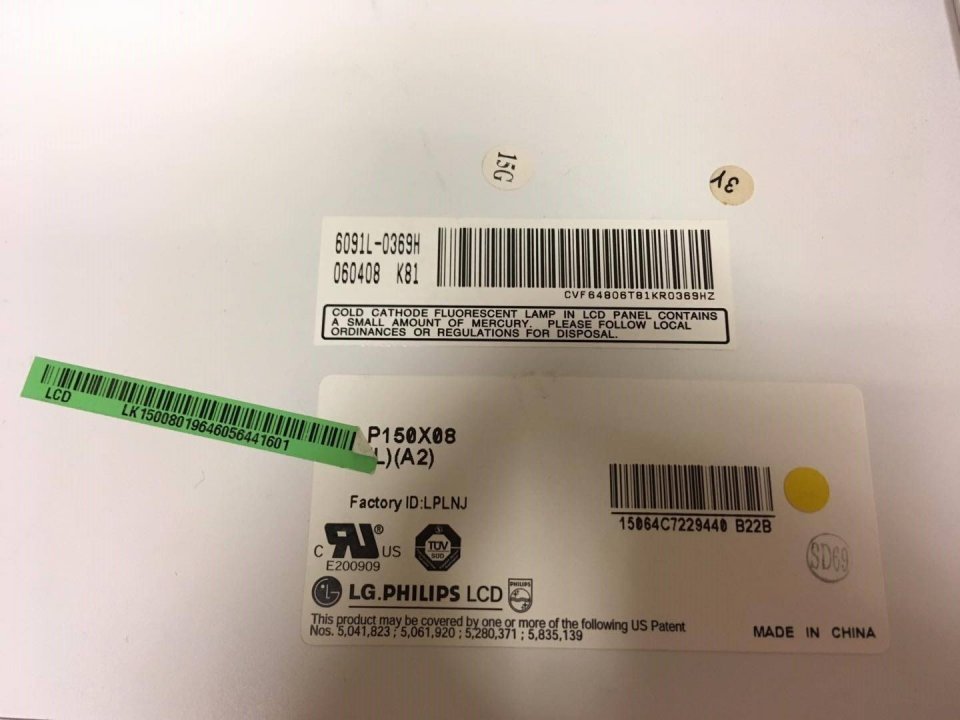 15G
3Y
6091L-0369H
060408 K81
CVF64806T81KR0369HZ
COLD CATHODE FLUORESCENT LAMP IN LCD PANEL CONTAINS
A SMALL AMOUNT OF MERCURY. PLEASE FOLLOW LOCAL
ORDINANCES OR REGULATIONS FOR DISPOSAL.
LCD LK15008019646056441601
P150X08
L)(A2)
Factory ID:LPLNJ
15064C7229440 B22B
C RU ® US
E200909
TÜV
SÜD
SD69
LG.PHILIPS LCD
PHILIPS
This product may be covered by one or more of the following US Patent
Nos. 5,041,823 ; 5,061,920 ; 5,280,371 ; 5,835,139
MADE IN CHINA